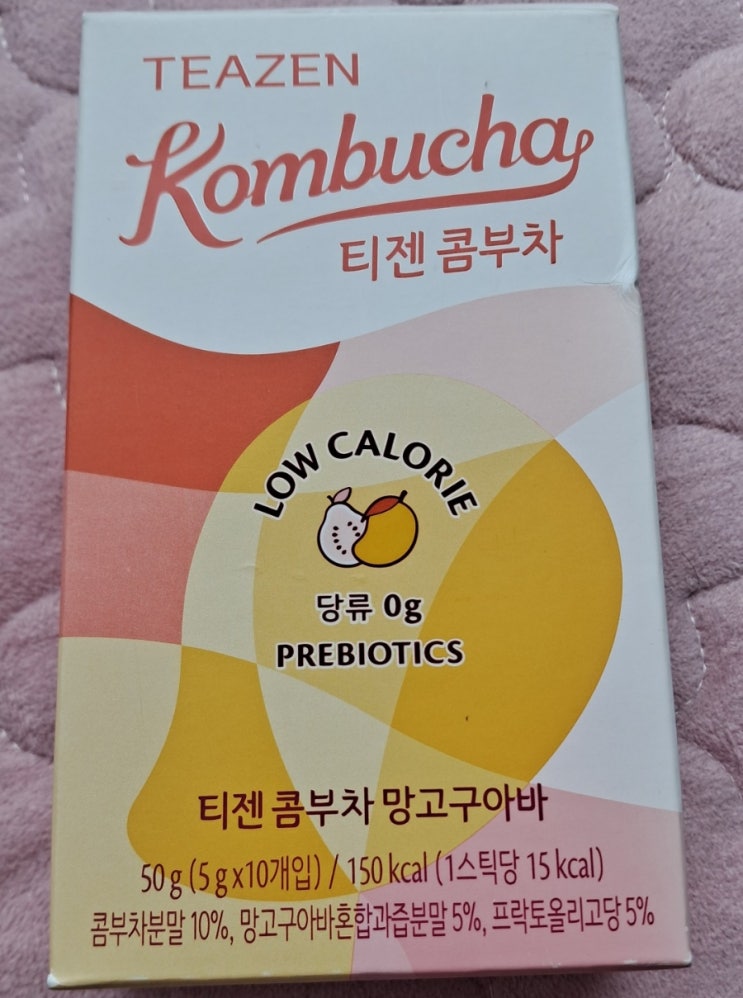 TEAZEN
Kombucha
티젠 콤부차
LOW CALORIE
당류 0g
PREBIOTICS
티젠 콤부차 망고구아바
50 g (5 g x10개입) / 150 kcal (1스틱당 15 kcal)
콤부차분말 10%, 망고구아바혼합과즙분말 5%, 프락토올리고당 5%